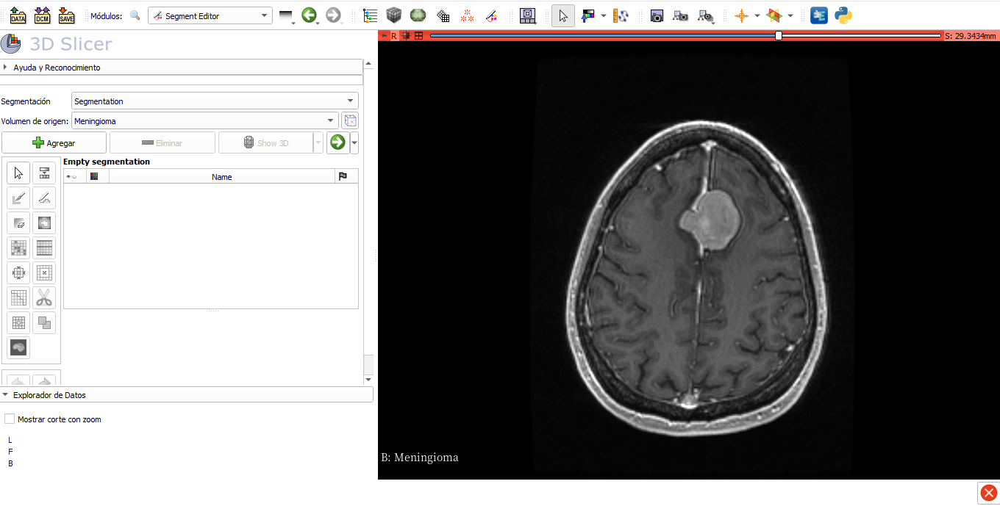 DATA DCM SAVE Módulos: Segment Editor
3D Slicer
R S: 29.3434mm
Ayuda y Reconocimiento
Segmentación Segmentation
Volumen de origen: Meningioma
Agregar Eliminar Show 3D
Empty segmentation
Name
Explorador de Datos
Mostrar corte con zoom
L
F
B
B: Meningioma